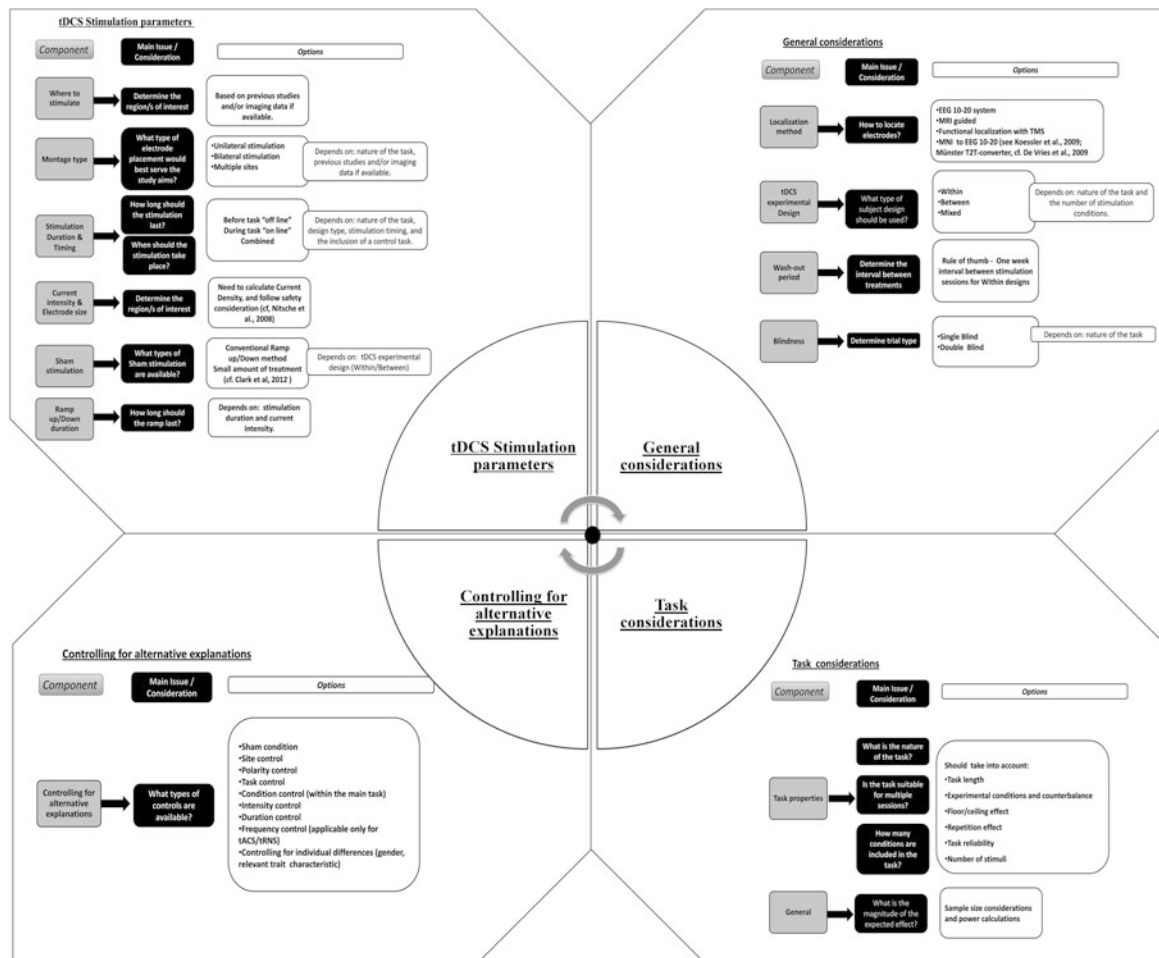 tDCS Stimulation parameters
Component
Main Issue /
Consideration
Options
Where to
stimulate
Determine the
region/s of interest
Based on previous studies
and/or imaging data if
available.
Montage type
What type of
electrode
placement would
best serve the
study aims?
•Unilateral stimulation
•Bilateral stimulation
•Multiple sites
Depends on: nature of the task,
previous studies and/or imaging
data if available.
Stimulation
Duration &
Timing
How long should
the stimulation
last?
When should the
stimulation take
place?
Before task "off line"
During task "on line"
Combined
Depends on: nature of the task,
design type, stimulation timing, and
the inclusion of a control task.
Current
intensity &
Electrode size
Determine the
region/s of interest
Need to calculate Current
Density, and follow safety
consideration (cf, Nitsche et
al., 2008)
Sham
stimulation
What types of
Sham stimulation
are available?
Conventional Ramp
up/Down method
Small amount of treatment
(cf. Clark et al, 2012 )
Depends on: tDCS experimental
design (Within/Between)
Ramp
up/Down
duration
How long should
the ramp last?
Depends on: stimulation
duration and current
intensity.
General considerations
Component
Main Issue /
Consideration
Options
Localization
method
How to locate
electrodes?
•EEG 10-20 system
•MRI guided
•Functional localization with TMS
•MNI to EEG 10-20 (see Koessler et al., 2009;
Münster T2T-converter, cf. De Vries et al., 2009
tDCS
experimental
Design
What type of
subject design
should be used?
•Within
•Between
•Mixed
Depends on: nature of the task and
the number of stimulation
conditions.
Wash-out
period
Determine the
interval between
treatments
Rule of thumb - One week
interval between stimulation
sessions for Within designs
Blindness
Determine trial type
•Single Blind
•Double Blind
Depends on: nature of the task
tDCS Stimulation
parameters
General
considerations
Controlling for
alternative
explanations
Task
considerations
Controlling for alternative explanations
Component
Main Issue /
Consideration
Options
Controlling for
alternative
explanations
What types of
controls are
available?
•Sham condition
•Site control
•Polarity control
•Task control
•Condition control (within the main task)
•Intensity control
•Duration control
•Frequency control (applicable only for
tACS/tRNS)
•Controlling for individual differences (gender,
relevant trait characteristic)
Task considerations
Component
Main Issue /
Consideration
Options
Task properties
What is the nature
of the task?
Is the task suitable
for multiple
sessions?
How many
conditions are
included in the
task?
Should take into account:
•Task length
•Experimental conditions and counterbalance
•Floor/ceiling effect
•Repetition effect
•Task reliability
•Number of stimuli
General
What is the
magnitude of the
expected effect?
Sample size considerations
and power calculations